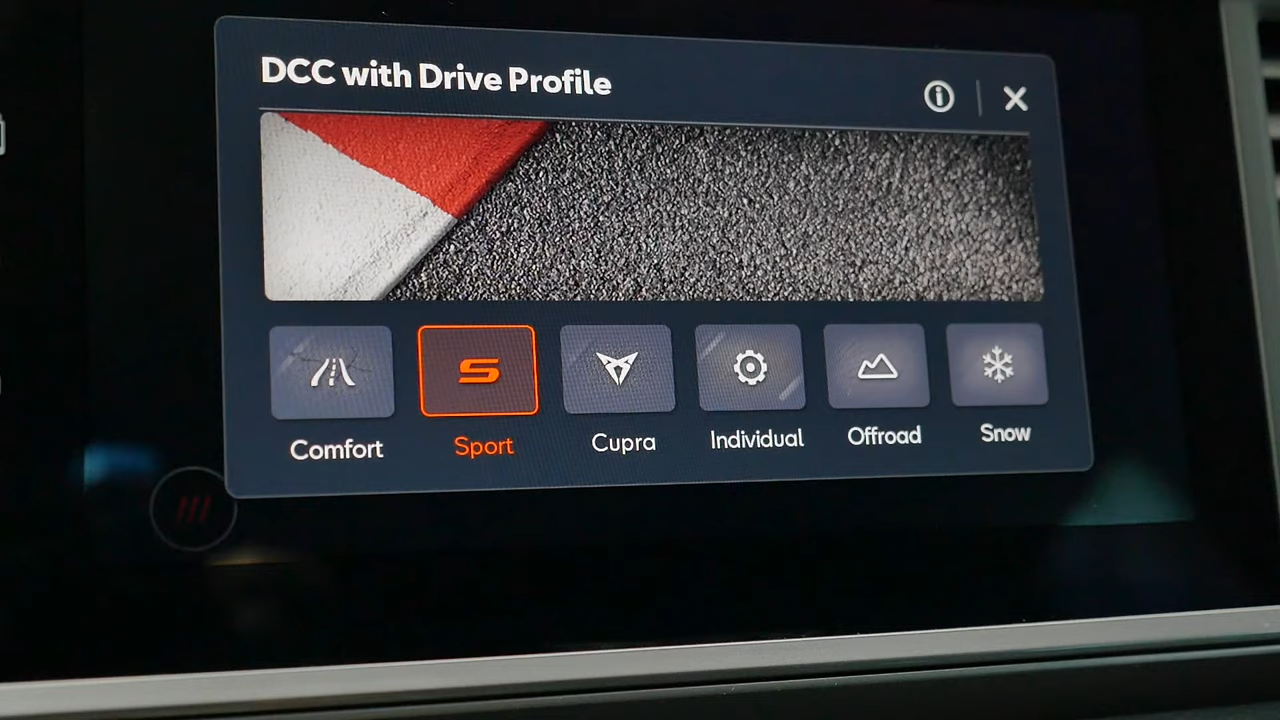 DCC with Drive Profile
Comfort
Sport
Cupra
Individual
Offroad
Snow